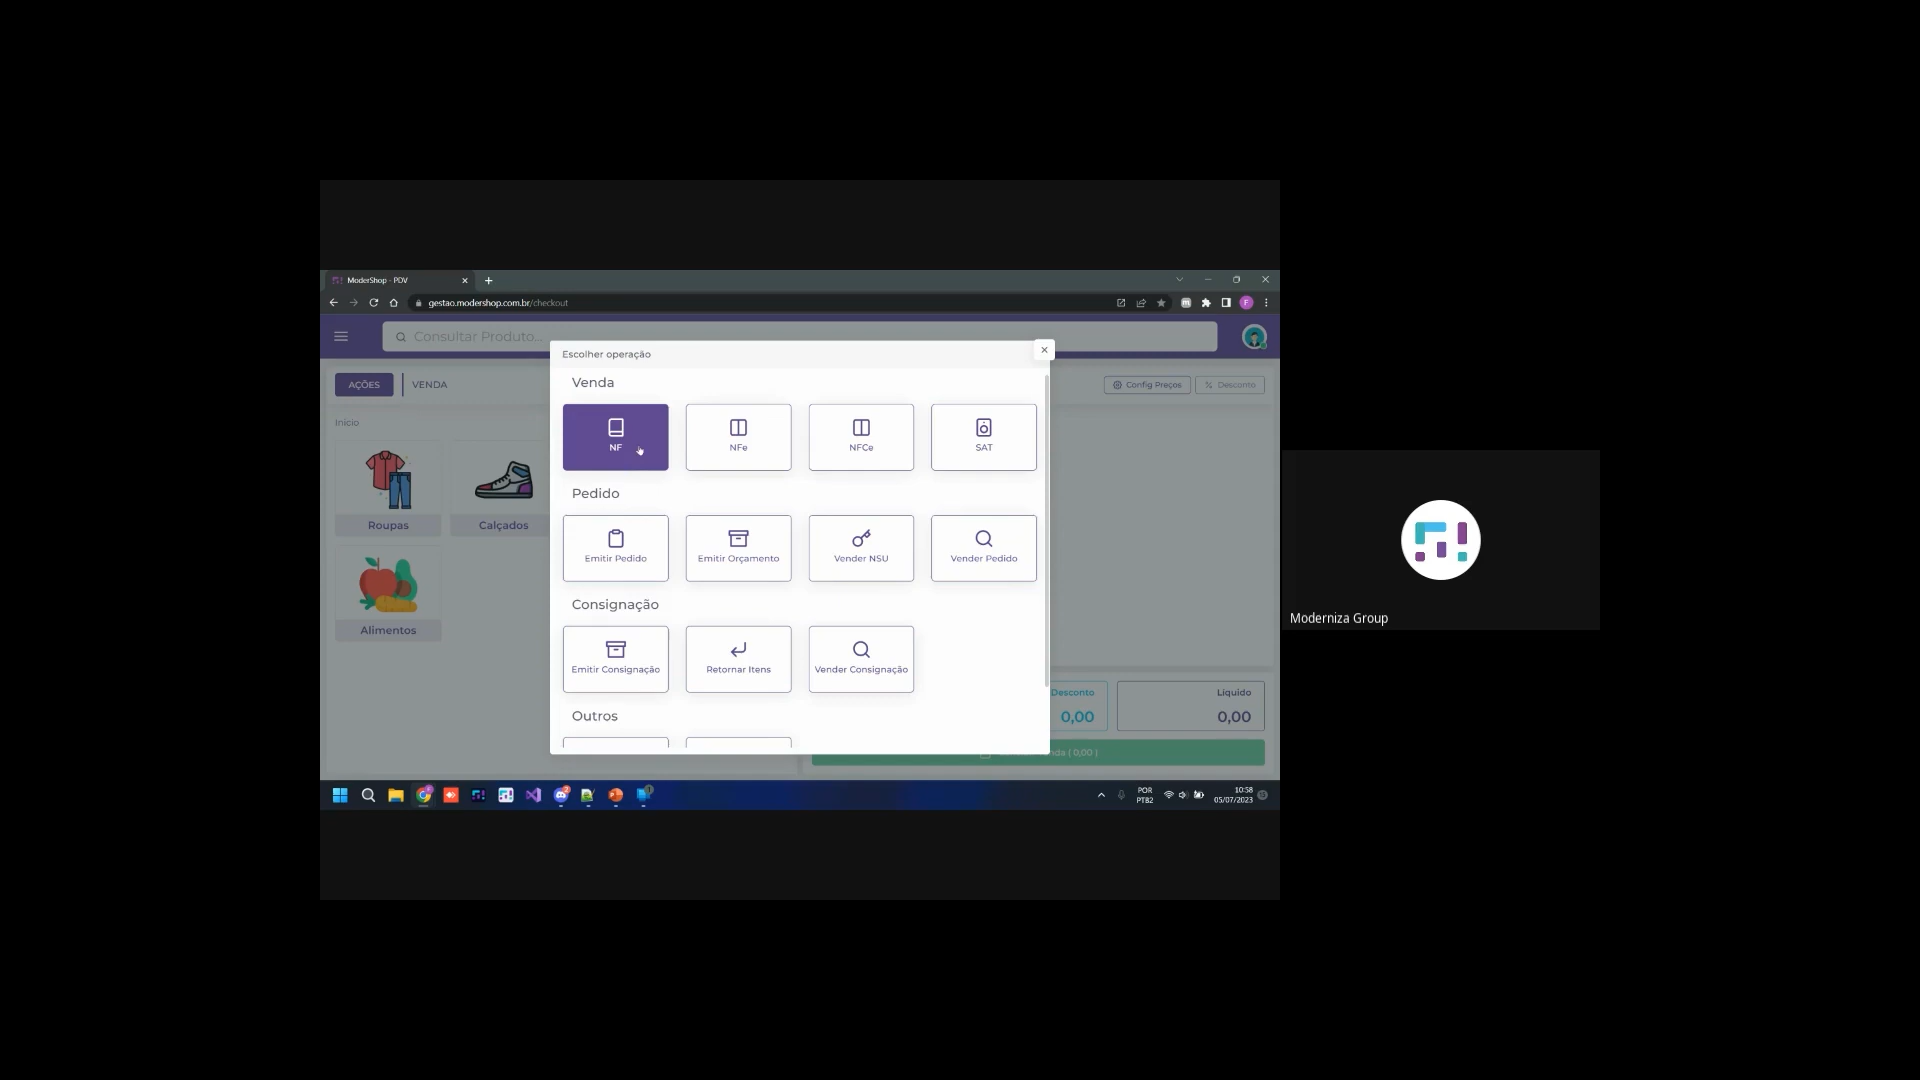 ModerShop - PDV
gestao.modershop.com.br/checkout
Consultar Produto...
AÇÕES
VENDA
Config Preços
Desconto
Início
Roupas
Calçados
Alimentos
Escolher operação
Venda
NF
NFe
NFCe
SAT
Pedido
Emitir Pedido
Emitir Orçamento
Vender NSU
Vender Pedido
Consignação
Emitir Consignação
Retornar Itens
Vender Consignação
Outros
Desconto
0,00
Líquido
0,00
( 0,00 )
POR
PTB2
10:58
05/07/2023
Moderniza Group